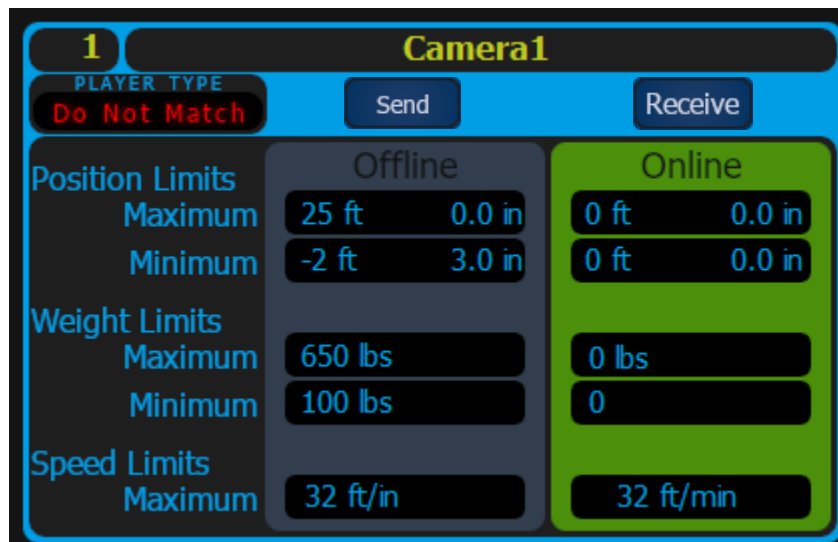 1 Camera1
PLAYER TYPE
Do Not Match Send Receive
Offline Online
Position Limits
Maximum 25 ft 0.0 in 0 ft 0.0 in
Minimum -2 ft 3.0 in 0 ft 0.0 in
Weight Limits
Maximum 650 lbs 0 lbs
Minimum 100 lbs 0
Speed Limits
Maximum 32 ft/in 32 ft/min